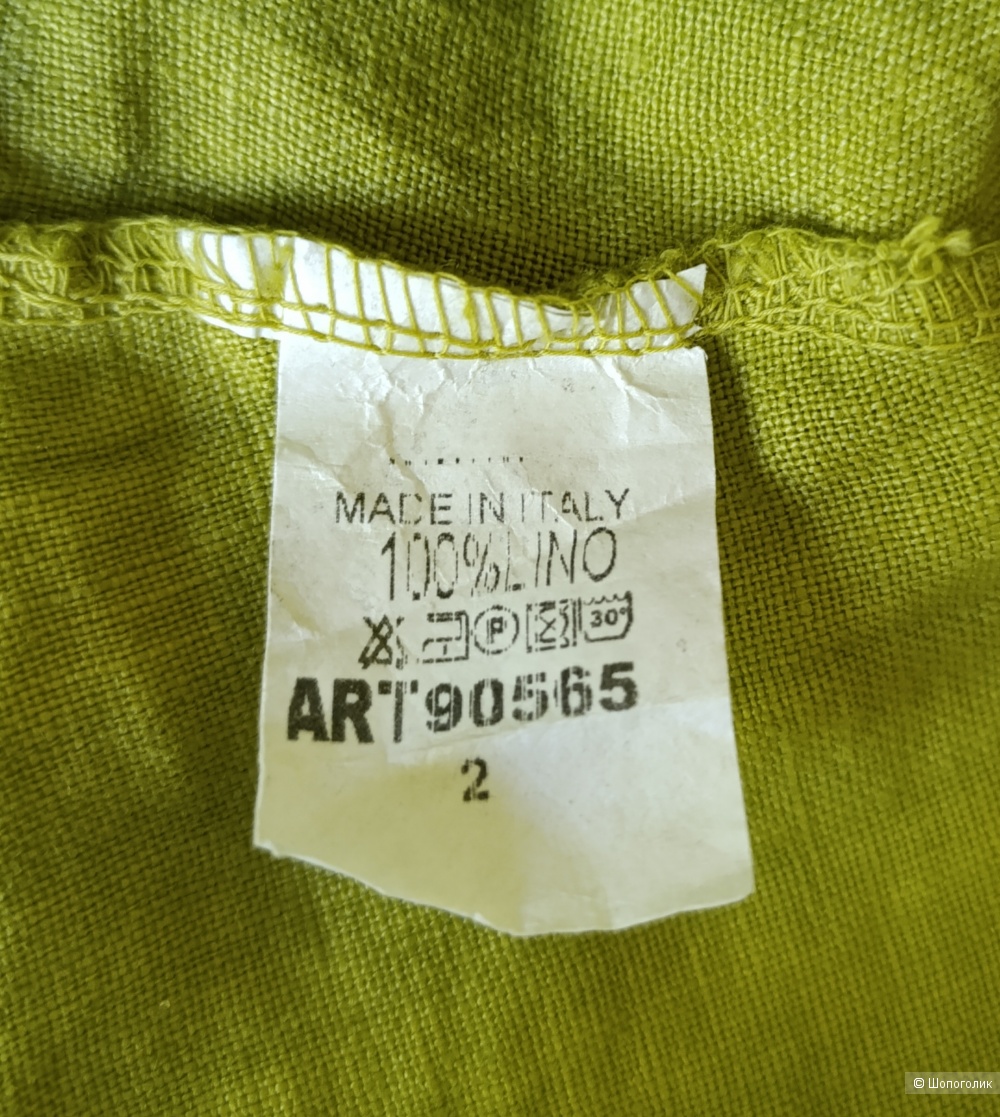 MADE IN ITALY
100%LINO
P 30°
ART90565
2
© Шопоголик